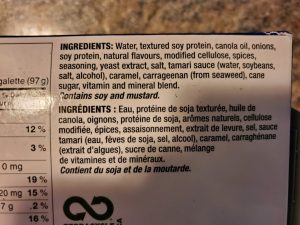 INGREDIENTS: Water, textured soy protein, canola oil, onions,
soy protein, natural flavours, modified cellulose, spices,
seasoning, yeast extract, salt, tamari sauce (water, soybeans,
salt, alcohol), caramel, carrageenan (from seaweed), cane
sugar, vitamin and mineral blend.
Contains soy and mustard.
INGRÉDIENTS : Eau, protéine de soja texturée, huile de
canola, oignons, protéine de soja, arômes naturels, cellulose
modifiée, épices, assaisonnement, extrait de levure, sel, sauce
tamari (eau, fèves de soja, sel, alcool), caramel, carraghénane
(extrait d'algues), sucre de canne, mélange
de vitamines et de minéraux.
Contient du soja et de la moutarde.
galette (97 g)
12 %
3 %
0 mg
19 %
20 mg 15 %
7 g 2 %
16 %